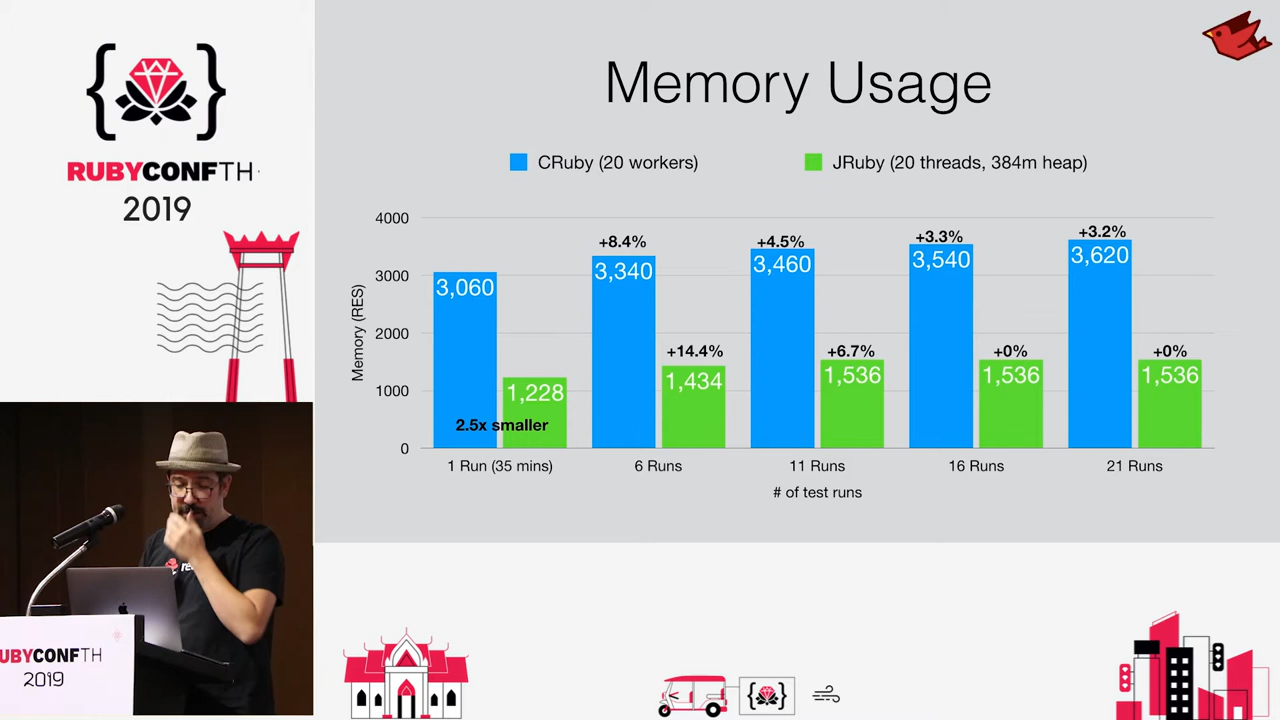 RUBYCONFTH
2019
Memory Usage
CRuby (20 workers)
JRuby (20 threads, 384m heap)
Memory (RES)
4000
3000
2000
1000
0
3,060
1,228
2.5x smaller
+8.4%
3,340
+14.4%
1,434
+4.5%
3,460
+6.7%
1,536
+3.3%
3,540
+0%
1,536
+3.2%
3,620
+0%
1,536
1 Run (35 mins)
6 Runs
11 Runs
16 Runs
21 Runs
# of test runs
UBYCONFTH
2019